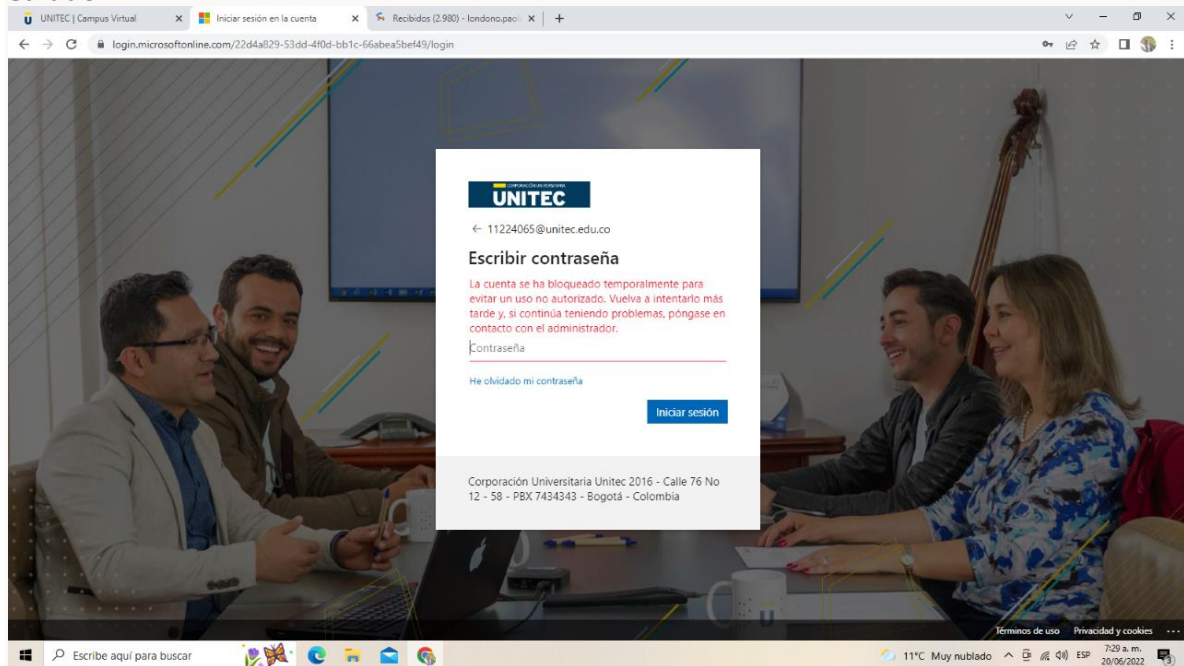 UNITEC | Campus Virtual
Iniciar sesión en la cuenta
Recibidos (2.980) - londono.paol
login.microsoftonline.com/22d4a829-53dd-4f0d-bb1c-66abea5bef49/login
CORPORACIÓN UNIVERSITARIA
UNITEC
11224065@unitec.edu.co
Escribir contraseña
La cuenta se ha bloqueado temporalmente para
evitar un uso no autorizado. Vuelva a intentarlo más
tarde y, si continúa teniendo problemas, póngase en
contacto con el administrador.
Contraseña
He olvidado mi contraseña
Iniciar sesión
Corporación Universitaria Unitec 2016 - Calle 76 No
12 - 58 - PBX 7434343 - Bogotá - Colombia
Términos de uso Privacidad y cookies ...
Escribe aquí para buscar
11°C Muy nublado
ESP
7:29 a. m.
20/06/2022